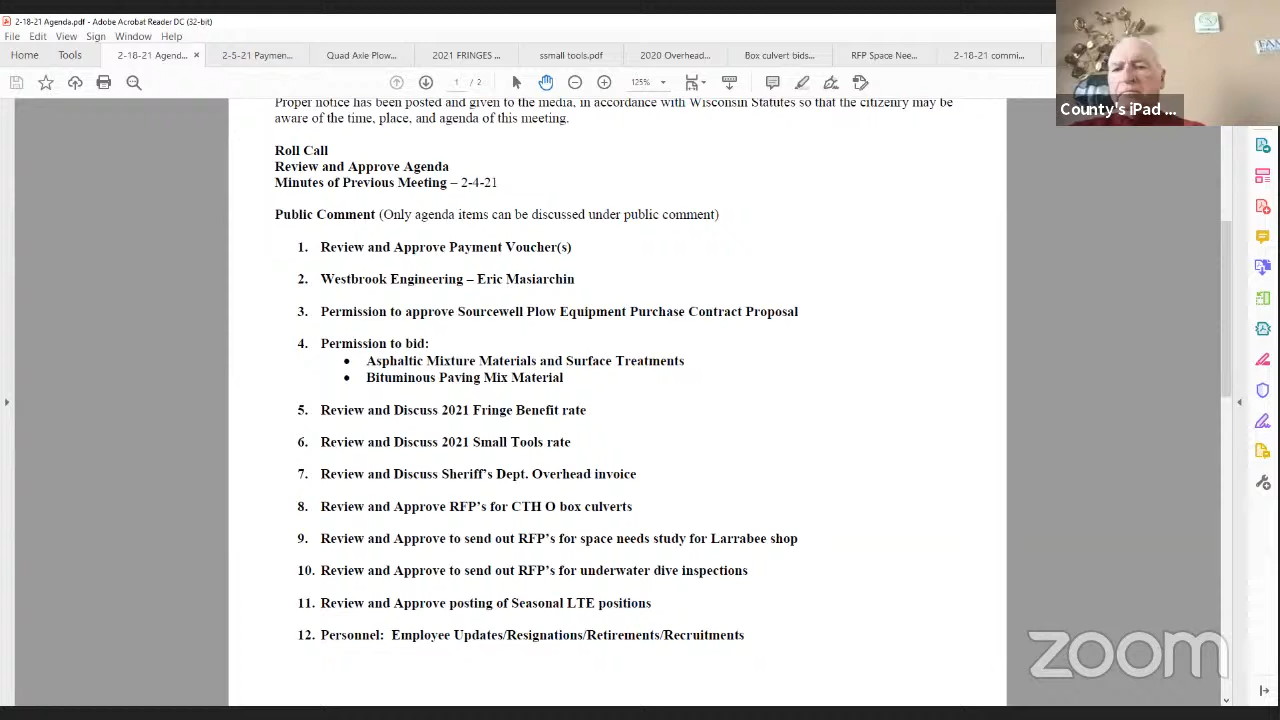 2-18-21 Agenda.pdf - Adobe Acrobat Reader DC (32-bit)
File Edit View Sign Window Help
Home Tools 2-18-21 Agend... × 2-5-21 Paymen... Quad Axle Plow... 2021 FRINGES ... ssmall tools.pdf 2020 Overhead... Box culvert bids... RFP Space Nee... 2-18-21 commi...
1 / 2 125%
County's iPad ...
Proper notice has been posted and given to the media, in accordance with Wisconsin Statutes so that the citizenry may be
aware of the time, place, and agenda of this meeting.
Roll Call
Review and Approve Agenda
Minutes of Previous Meeting – 2-4-21
Public Comment (Only agenda items can be discussed under public comment)
1. Review and Approve Payment Voucher(s)
2. Westbrook Engineering – Eric Masiarchin
3. Permission to approve Sourcewell Plow Equipment Purchase Contract Proposal
4. Permission to bid:
• Asphaltic Mixture Materials and Surface Treatments
• Bituminous Paving Mix Material
5. Review and Discuss 2021 Fringe Benefit rate
6. Review and Discuss 2021 Small Tools rate
7. Review and Discuss Sheriff's Dept. Overhead invoice
8. Review and Approve RFP's for CTH O box culverts
9. Review and Approve to send out RFP's for space needs study for Larrabee shop
10. Review and Approve to send out RFP's for underwater dive inspections
11. Review and Approve posting of Seasonal LTE positions
12. Personnel: Employee Updates/Resignations/Retirements/Recruitments
zoom